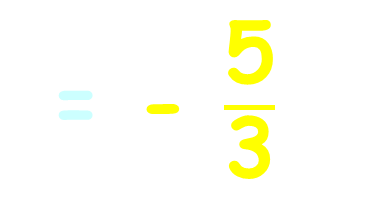 = - 5/3